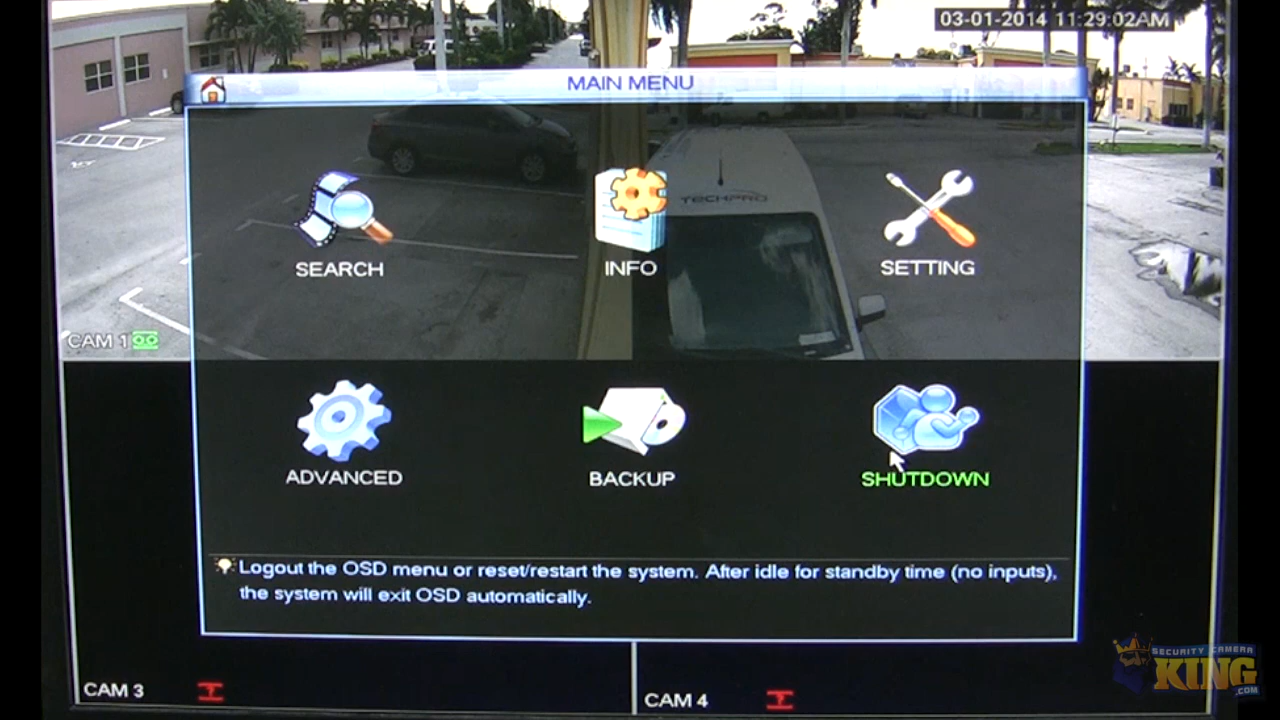 03-01-2014 11:29:02AM
MAIN MENU
TECHPRO
SEARCH
INFO
SETTING
CAM 1
ADVANCED
BACKUP
SHUTDOWN
Logout the OSD menu or reset/restart the system. After idle for standby time (no inputs),
the system will exit OSD automatically.
CAM 3
CAM 4
SECURITY CAMERA
KING
.COM